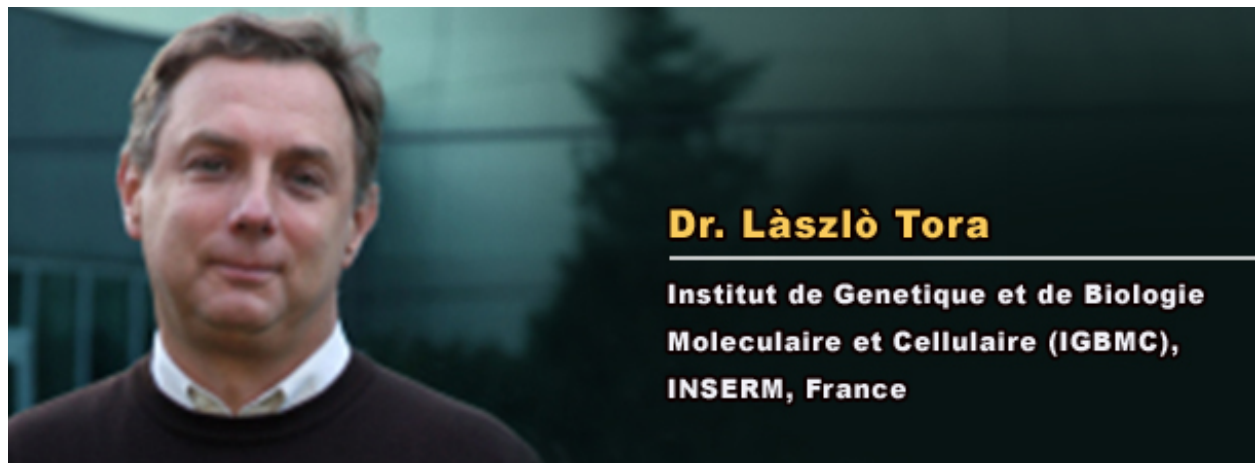 Dr. Làszlò Tora
Institut de Genetique et de Biologie
Moleculaire et Cellulaire (IGBMC),
INSERM, France